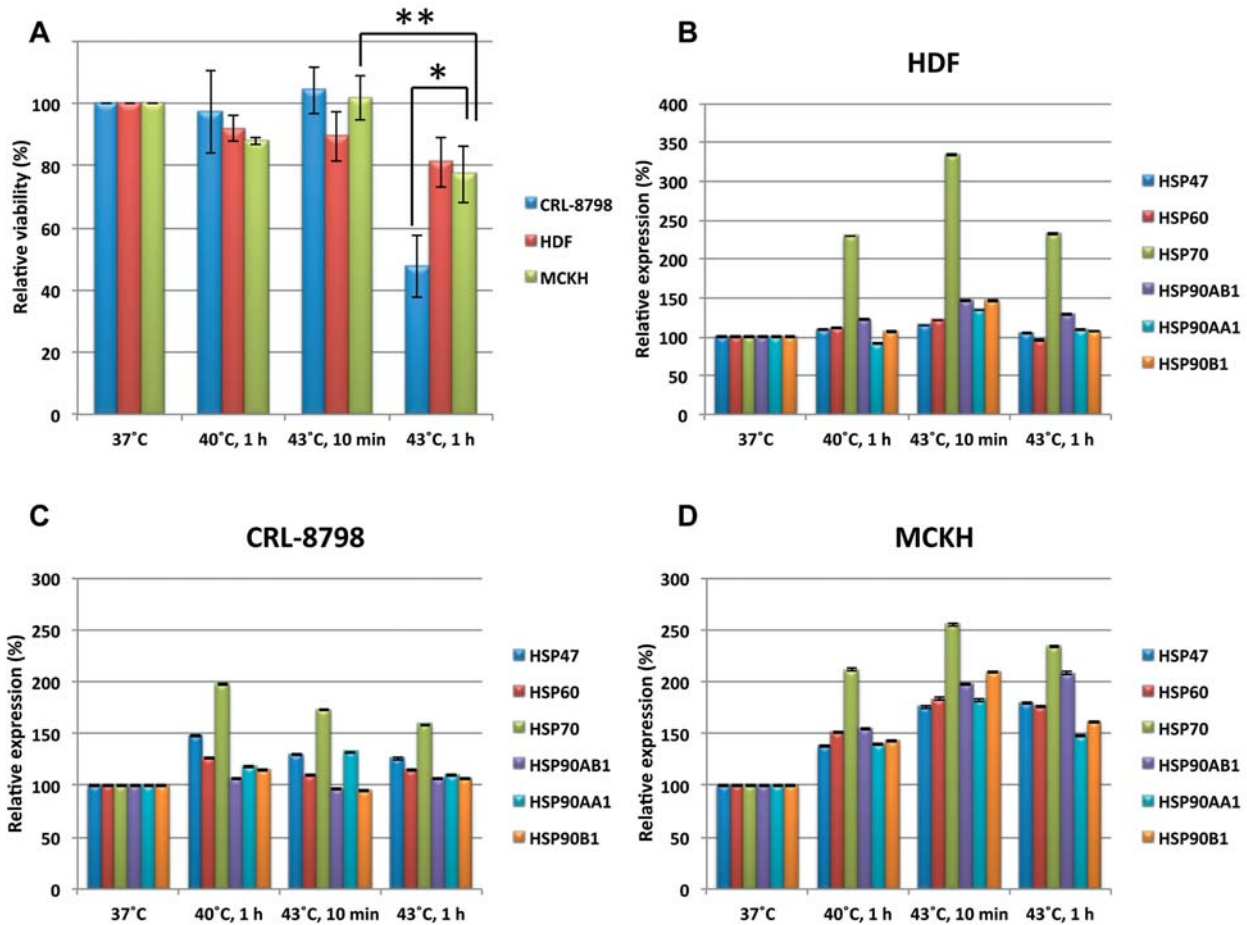 A
**
*
Relative viability (%)
100
80
60
40
20
0
37˚C
40˚C, 1 h
43˚C, 10 min
43˚C, 1 h
CRL-8798
HDF
MCKH
B
HDF
Relative expression (%)
400
350
300
250
200
150
100
50
0
37˚C
40˚C, 1 h
43˚C, 10 min
43˚C, 1 h
HSP47
HSP60
HSP70
HSP90AB1
HSP90AA1
HSP90B1
C
CRL-8798
Relative expression (%)
300
250
200
150
100
50
0
37˚C
40˚C, 1 h
43˚C, 10 min
43˚C, 1 h
HSP47
HSP60
HSP70
HSP90AB1
HSP90AA1
HSP90B1
D
MCKH
Relative expression (%)
300
250
200
150
100
50
0
37˚C
40˚C, 1 h
43˚C, 10 min
43˚C, 1 h
HSP47
HSP60
HSP70
HSP90AB1
HSP90AA1
HSP90B1